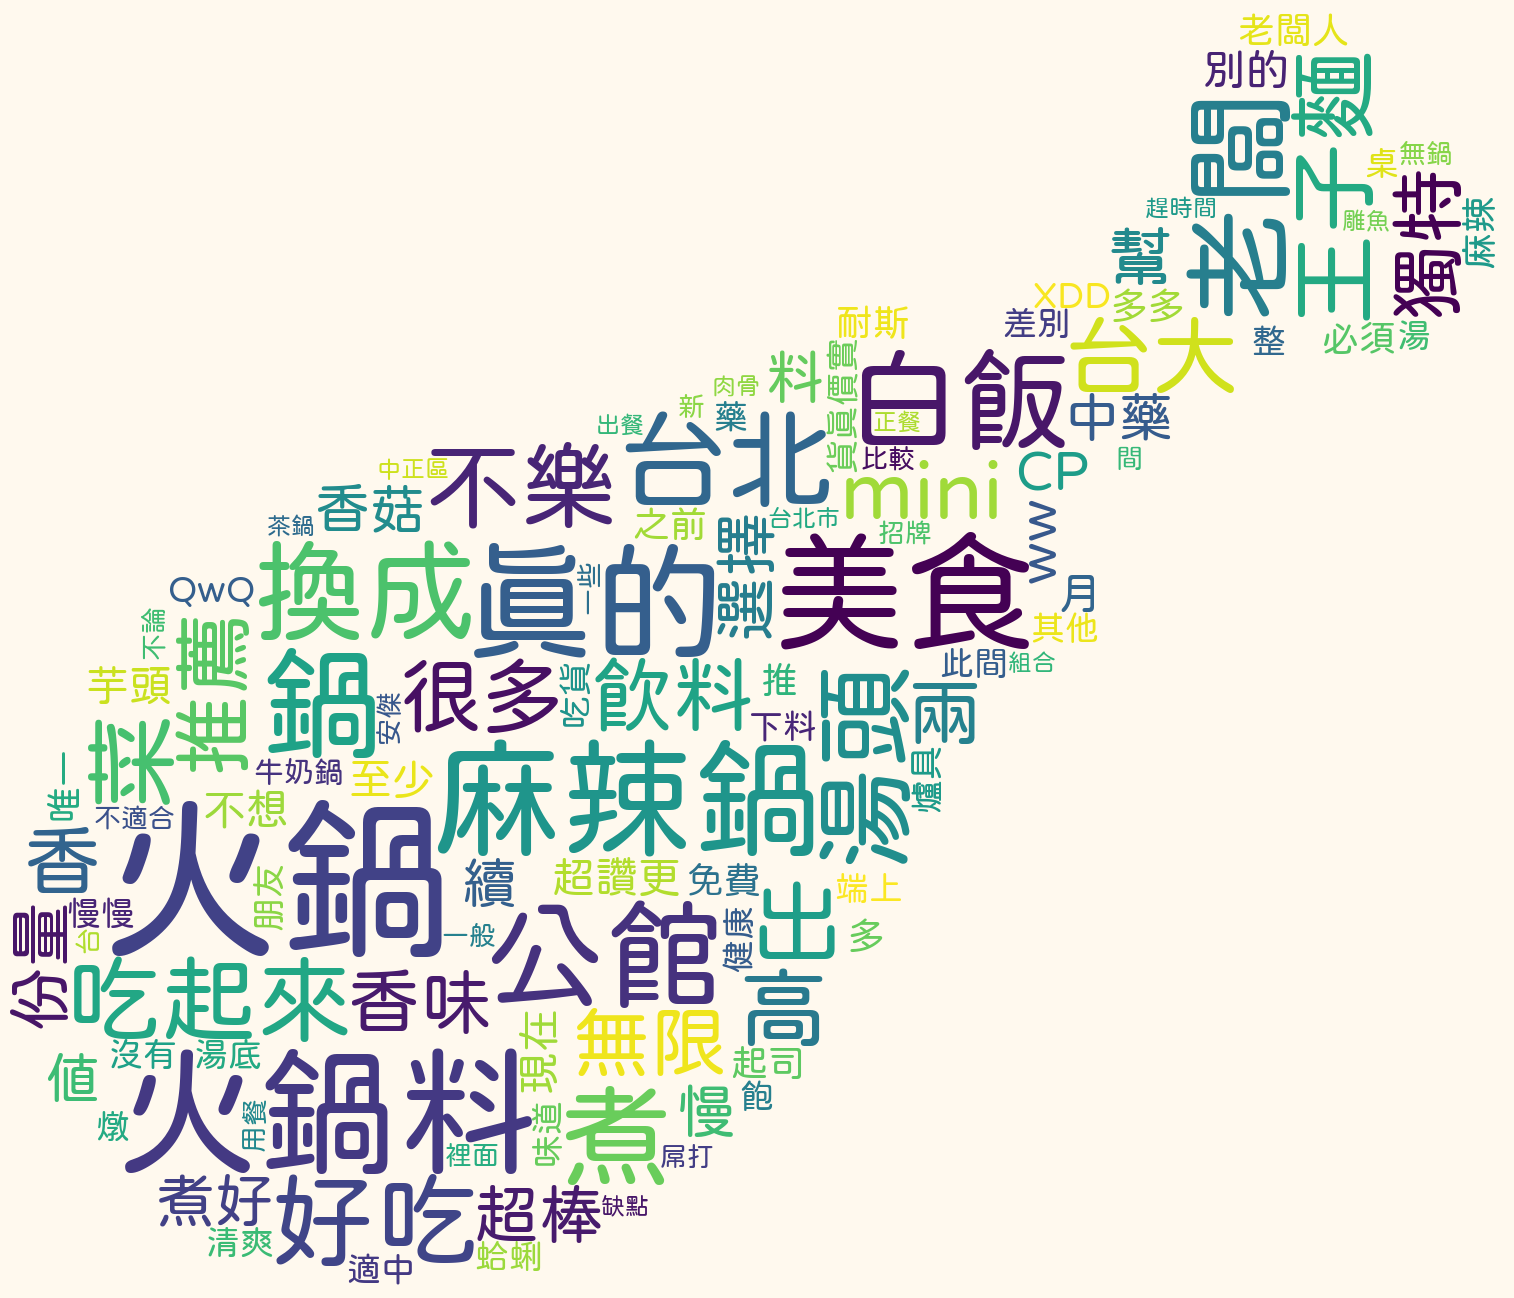 老闆人
別的
麵
老闆
王子
桌
無鍋
獨特
麻辣
趕時間
雕魚
幫
XDD
多多
差別
台大
整
必須湯
耐斯
料
貨真價實
白飯
正餐
中藥
肉骨
新
藥
出餐
台北
比較
CP
間
中正區
不樂
mini
香菇
茶鍋
之前
台北市
招牌
WW
選擇
換成
真的
一些
美食
月
QwQ
其他
不論
推薦
此間
組合
芋頭
鍋
安傑
很多
吃貨
飲料
推
下料
湯頭
兩
菜
唯一
牛奶鍋
至少
麻辣鍋
爐具
不適合
不想
香
火鍋
朋友
續
超讚更
免費
端上
份量
慢慢
台
一般
公館
健康
出
多
吃起來
香味
高
無限
現在
起司
值
沒有
湯底
火鍋料
煮
慢
飽
燉
用餐
味道
裡面
屌打
煮好
好吃
超棒
缺點
清爽
適中
蛤蜊